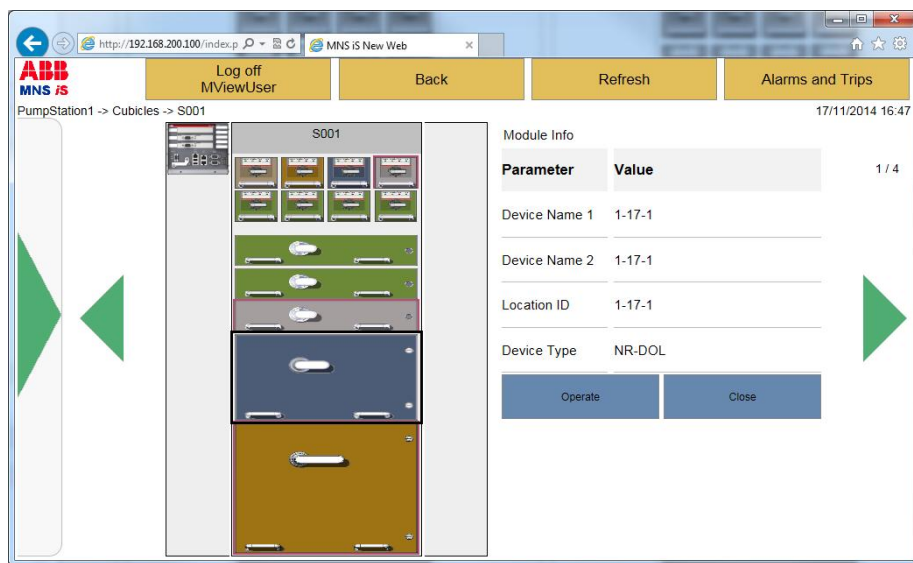 http://192.168.200.100/index.p
MNS iS New Web
ABB
MNS iS
Log off
MViewUser
Back
Refresh
Alarms and Trips
PumpStation1 -> Cubicles -> S001
17/11/2014 16:47
S001
Module Info
Parameter Value
1 / 4
Device Name 1 1-17-1
Device Name 2 1-17-1
Location ID 1-17-1
Device Type NR-DOL
Operate
Close